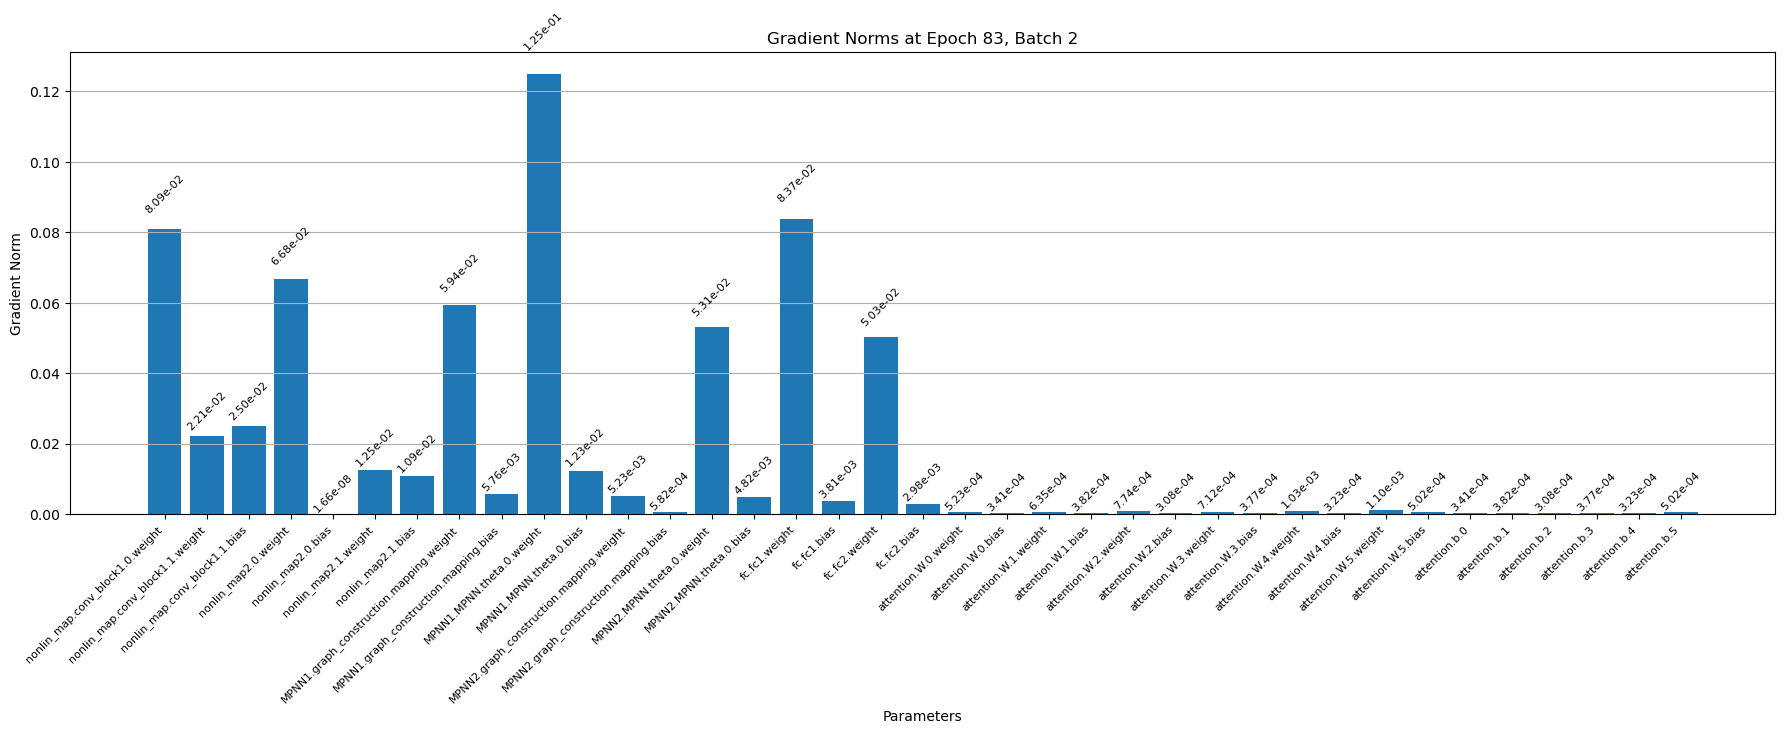 Gradient Norms at Epoch 83, Batch 2
Gradient Norm
0.12
0.10
0.08
0.06
0.04
0.02
0.00
8.09e-02
2.21e-02
2.50e-02
6.68e-02
1.66e-08
1.25e-02
1.09e-02
5.94e-02
5.76e-03
1.25e-01
1.23e-02
5.23e-03
5.82e-04
5.31e-02
4.82e-03
8.37e-02
3.81e-03
5.03e-02
2.98e-03
5.23e-04
3.41e-04
6.35e-04
3.82e-04
7.74e-04
3.08e-04
7.12e-04
3.77e-04
1.03e-03
3.23e-04
1.10e-03
5.02e-04
3.41e-04
3.82e-04
3.08e-04
3.77e-04
3.23e-04
5.02e-04
nonlin_map.conv_block1.0.weight
nonlin_map.conv_block1.1.weight
nonlin_map.conv_block1.1.bias
nonlin_map2.0.weight
nonlin_map2.0.bias
nonlin_map2.1.weight
nonlin_map2.1.bias
MPNN1.graph_construction.mapping.weight
MPNN1.graph_construction.mapping.bias
MPNN1.MPNN.theta.0.weight
MPNN1.MPNN.theta.0.bias
MPNN2.graph_construction.mapping.weight
MPNN2.graph_construction.mapping.bias
MPNN2.MPNN.theta.0.weight
MPNN2.MPNN.theta.0.bias
fc.fc1.weight
fc.fc1.bias
fc.fc2.weight
fc.fc2.bias
attention.W.0.weight
attention.W.0.bias
attention.W.1.weight
attention.W.1.bias
attention.W.2.weight
attention.W.2.bias
attention.W.3.weight
attention.W.3.bias
attention.W.4.weight
attention.W.4.bias
attention.W.5.weight
attention.W.5.bias
attention.b.0
attention.b.1
attention.b.2
attention.b.3
attention.b.4
attention.b.5
Parameters